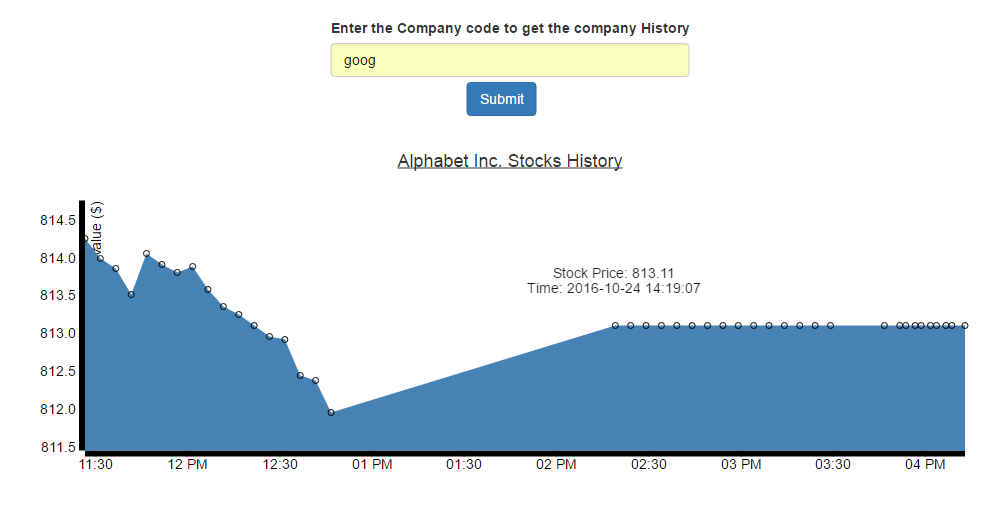 Enter the Company code to get the company History
goog
Submit
Alphabet Inc. Stocks History
value ($)
814.5
814.0
813.5
813.0
812.5
812.0
811.5
Stock Price: 813.11
Time: 2016-10-24 14:19:07
11:30 12 PM 12:30 01 PM 01:30 02 PM 02:30 03 PM 03:30 04 PM